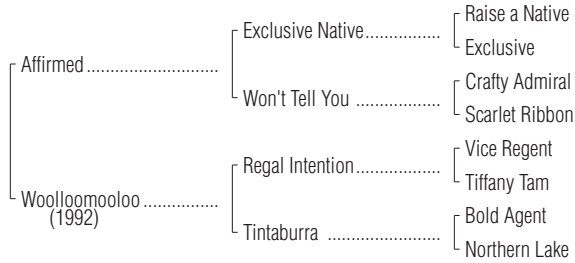 Raise a Native
Exclusive Native................
Exclusive
Affirmed ............................
Crafty Admiral
Won't Tell You ..................
Scarlet Ribbon
Vice Regent
Regal Intention..................
Tiffany Tam
Woolloomooloo ................
(1992)
Bold Agent
Tintaburra ........................
Northern Lake